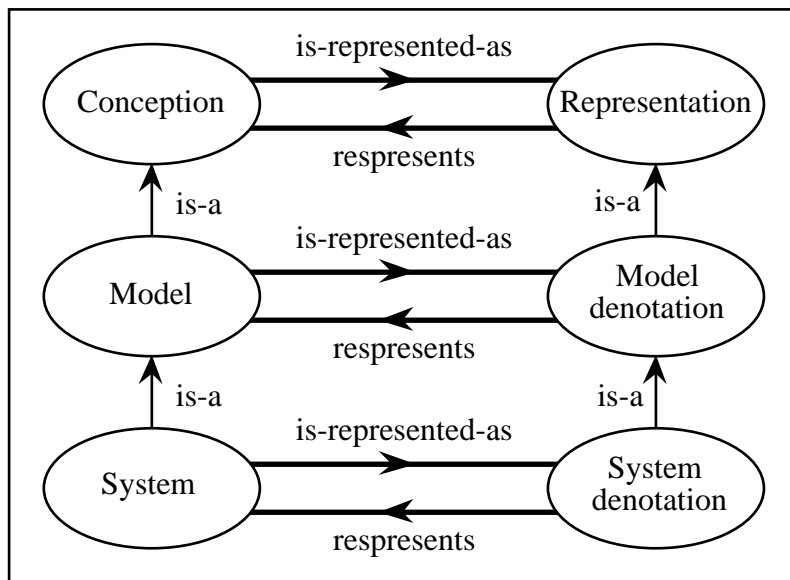 is-represented-as
Conception
Representation
respresents
is-a
is-a
is-represented-as
Model
Model
denotation
respresents
is-a
is-a
is-represented-as
System
System
denotation
respresents